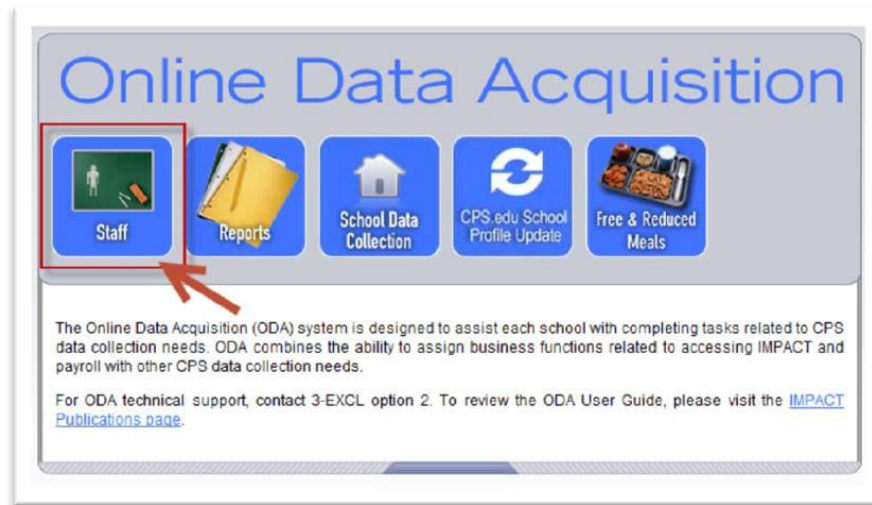 Online Data Acquisition
Staff
Reports
School Data
Collection
CPS.edu School
Profile Update
Free & Reduced
Meals
The Online Data Acquisition (ODA) system is designed to assist each school with completing tasks related to CPS
data collection needs. ODA combines the ability to assign business functions related to accessing IMPACT and
payroll with other CPS data collection needs.
For ODA technical support, contact 3-EXCL option 2. To review the ODA User Guide, please visit the IMPACT
Publications page.